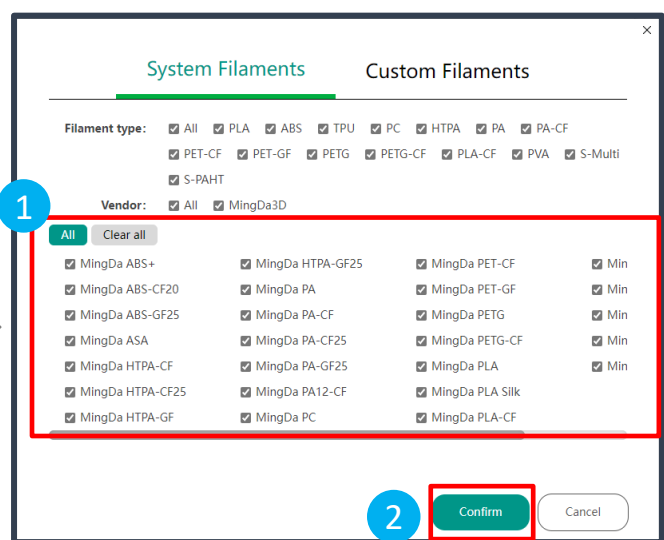 System Filaments Custom Filaments
Filament type: All PLA ABS TPU PC HTPA PA PA-CF
PET-CF PET-GF PETG PETG-CF PLA-CF PVA S-Multi
S-PAHT
Vendor: All MingDa3D
1
All Clear all
MingDa ABS+ MingDa HTPA-GF25 MingDa PET-CF Min
MingDa ABS-CF20 MingDa PA MingDa PET-GF Min
MingDa ABS-GF25 MingDa PA-CF MingDa PETG Min
MingDa ASA MingDa PA-CF25 MingDa PETG-CF Min
MingDa HTPA-CF MingDa PA-GF25 MingDa PLA Min
MingDa HTPA-CF25 MingDa PA12-CF MingDa PLA SIlk
MingDa HTPA-GF MingDa PC MingDa PLA-CF
2 Confirm Cancel